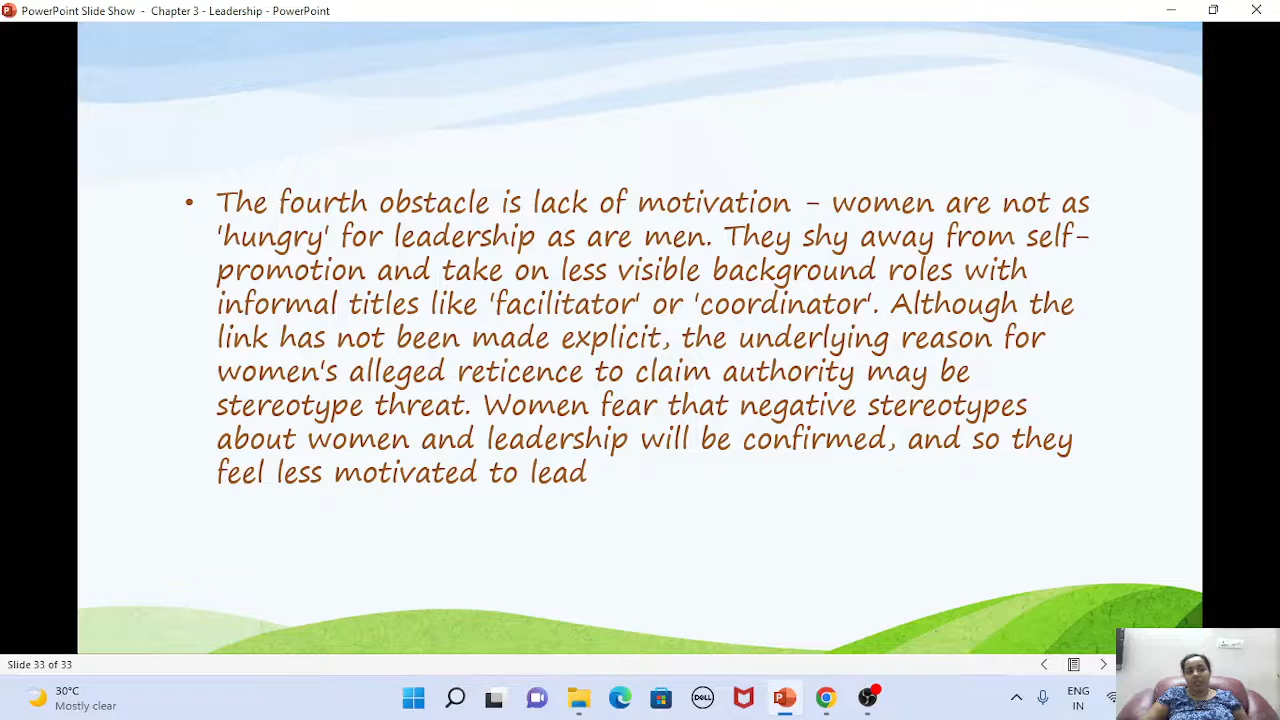 PowerPoint Slide Show - Chapter 3 - Leadership - PowerPoint
• The fourth obstacle is lack of motivation - women are not as
'hungry' for leadership as are men. They shy away from self-
promotion and take on less visible background roles with
informal titles like 'facilitator' or 'coordinator'. Although the
link has not been made explicit, the underlying reason for
women's alleged reticence to claim authority may be
stereotype threat. Women fear that negative stereotypes
about women and leadership will be confirmed, and so they
feel less motivated to lead
Slide 33 of 33
30°C
Mostly clear
DELL
ENG
IN